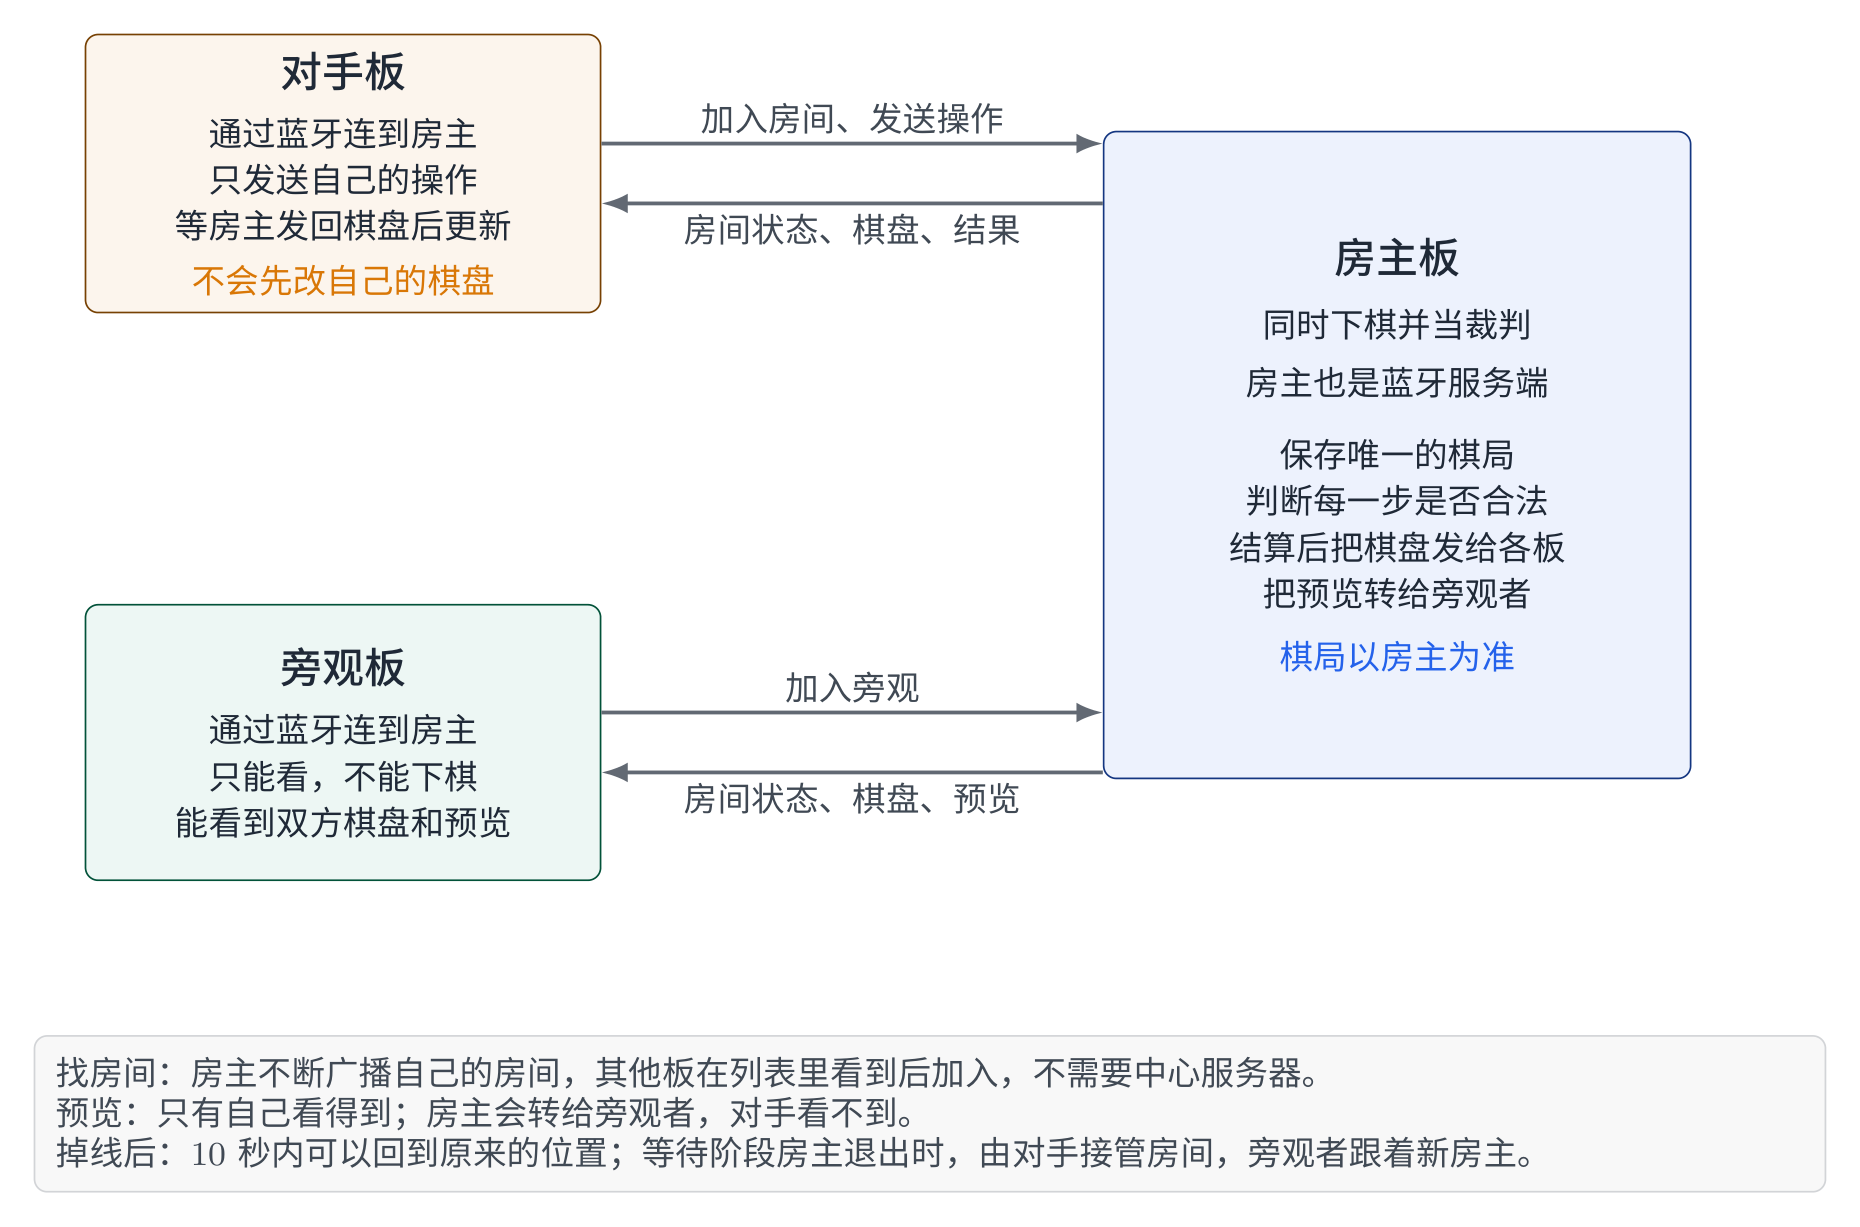 对手板
通过蓝牙连到房主
只发送自己的操作
等房主发回棋盘后更新
不会先改自己的棋盘
加入房间、发送操作
房间状态、棋盘、结果
房主板
同时下棋并当裁判
房主也是蓝牙服务端
保存唯一的棋局
判断每一步是否合法
结算后把棋盘发给各板
把预览转给旁观者
棋局以房主为准
旁观板
通过蓝牙连到房主
只能看，不能下棋
能看到双方棋盘和预览
加入旁观
房间状态、棋盘、预览
找房间：房主不断广播自己的房间，其他板在列表里看到后加入，不需要中心服务器。
预览：只有自己看得到；房主会转给旁观者，对手看不到。
掉线后：10 秒内可以回到原来的位置；等待阶段房主退出时，由对手接管房间，旁观者跟着新房主。